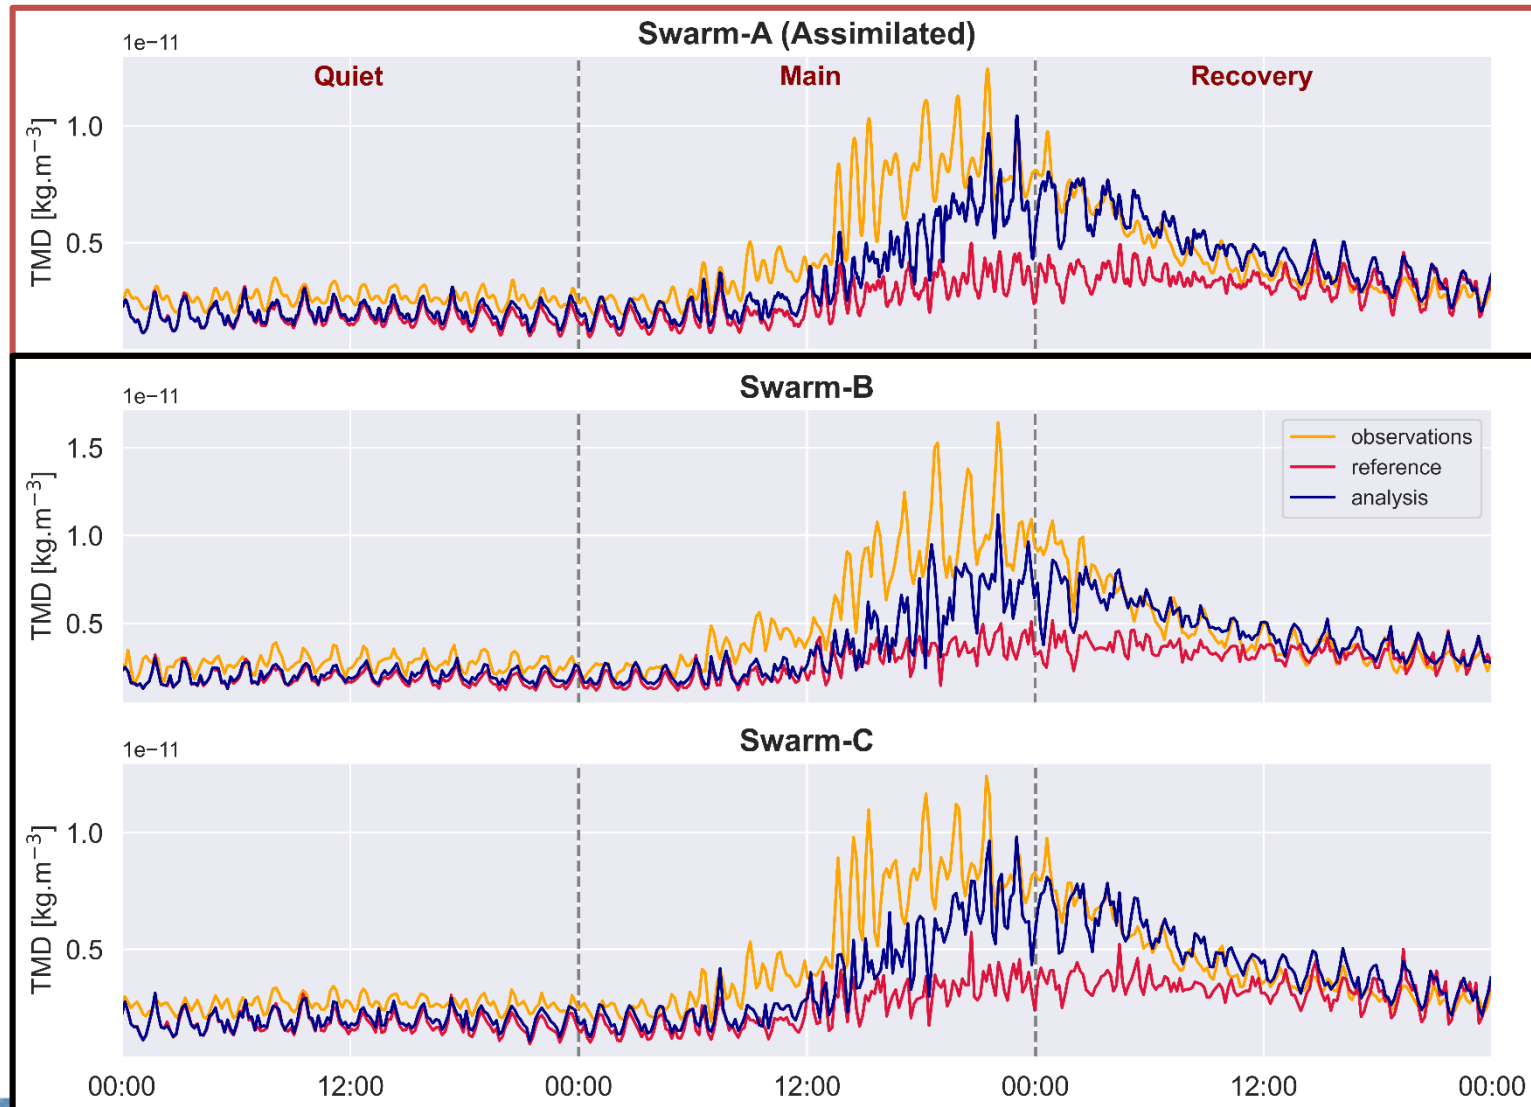 Swarm-A (Assimilated)
1e−11
Quiet Main Recovery
TMD [kg.m⁻³]
1.0
0.5
Swarm-B
1e−11
TMD [kg.m⁻³]
1.5
1.0
0.5
observations
reference
analysis
Swarm-C
1e−11
TMD [kg.m⁻³]
1.0
0.5
00:00 12:00 00:00 12:00 00:00 12:00 00:00